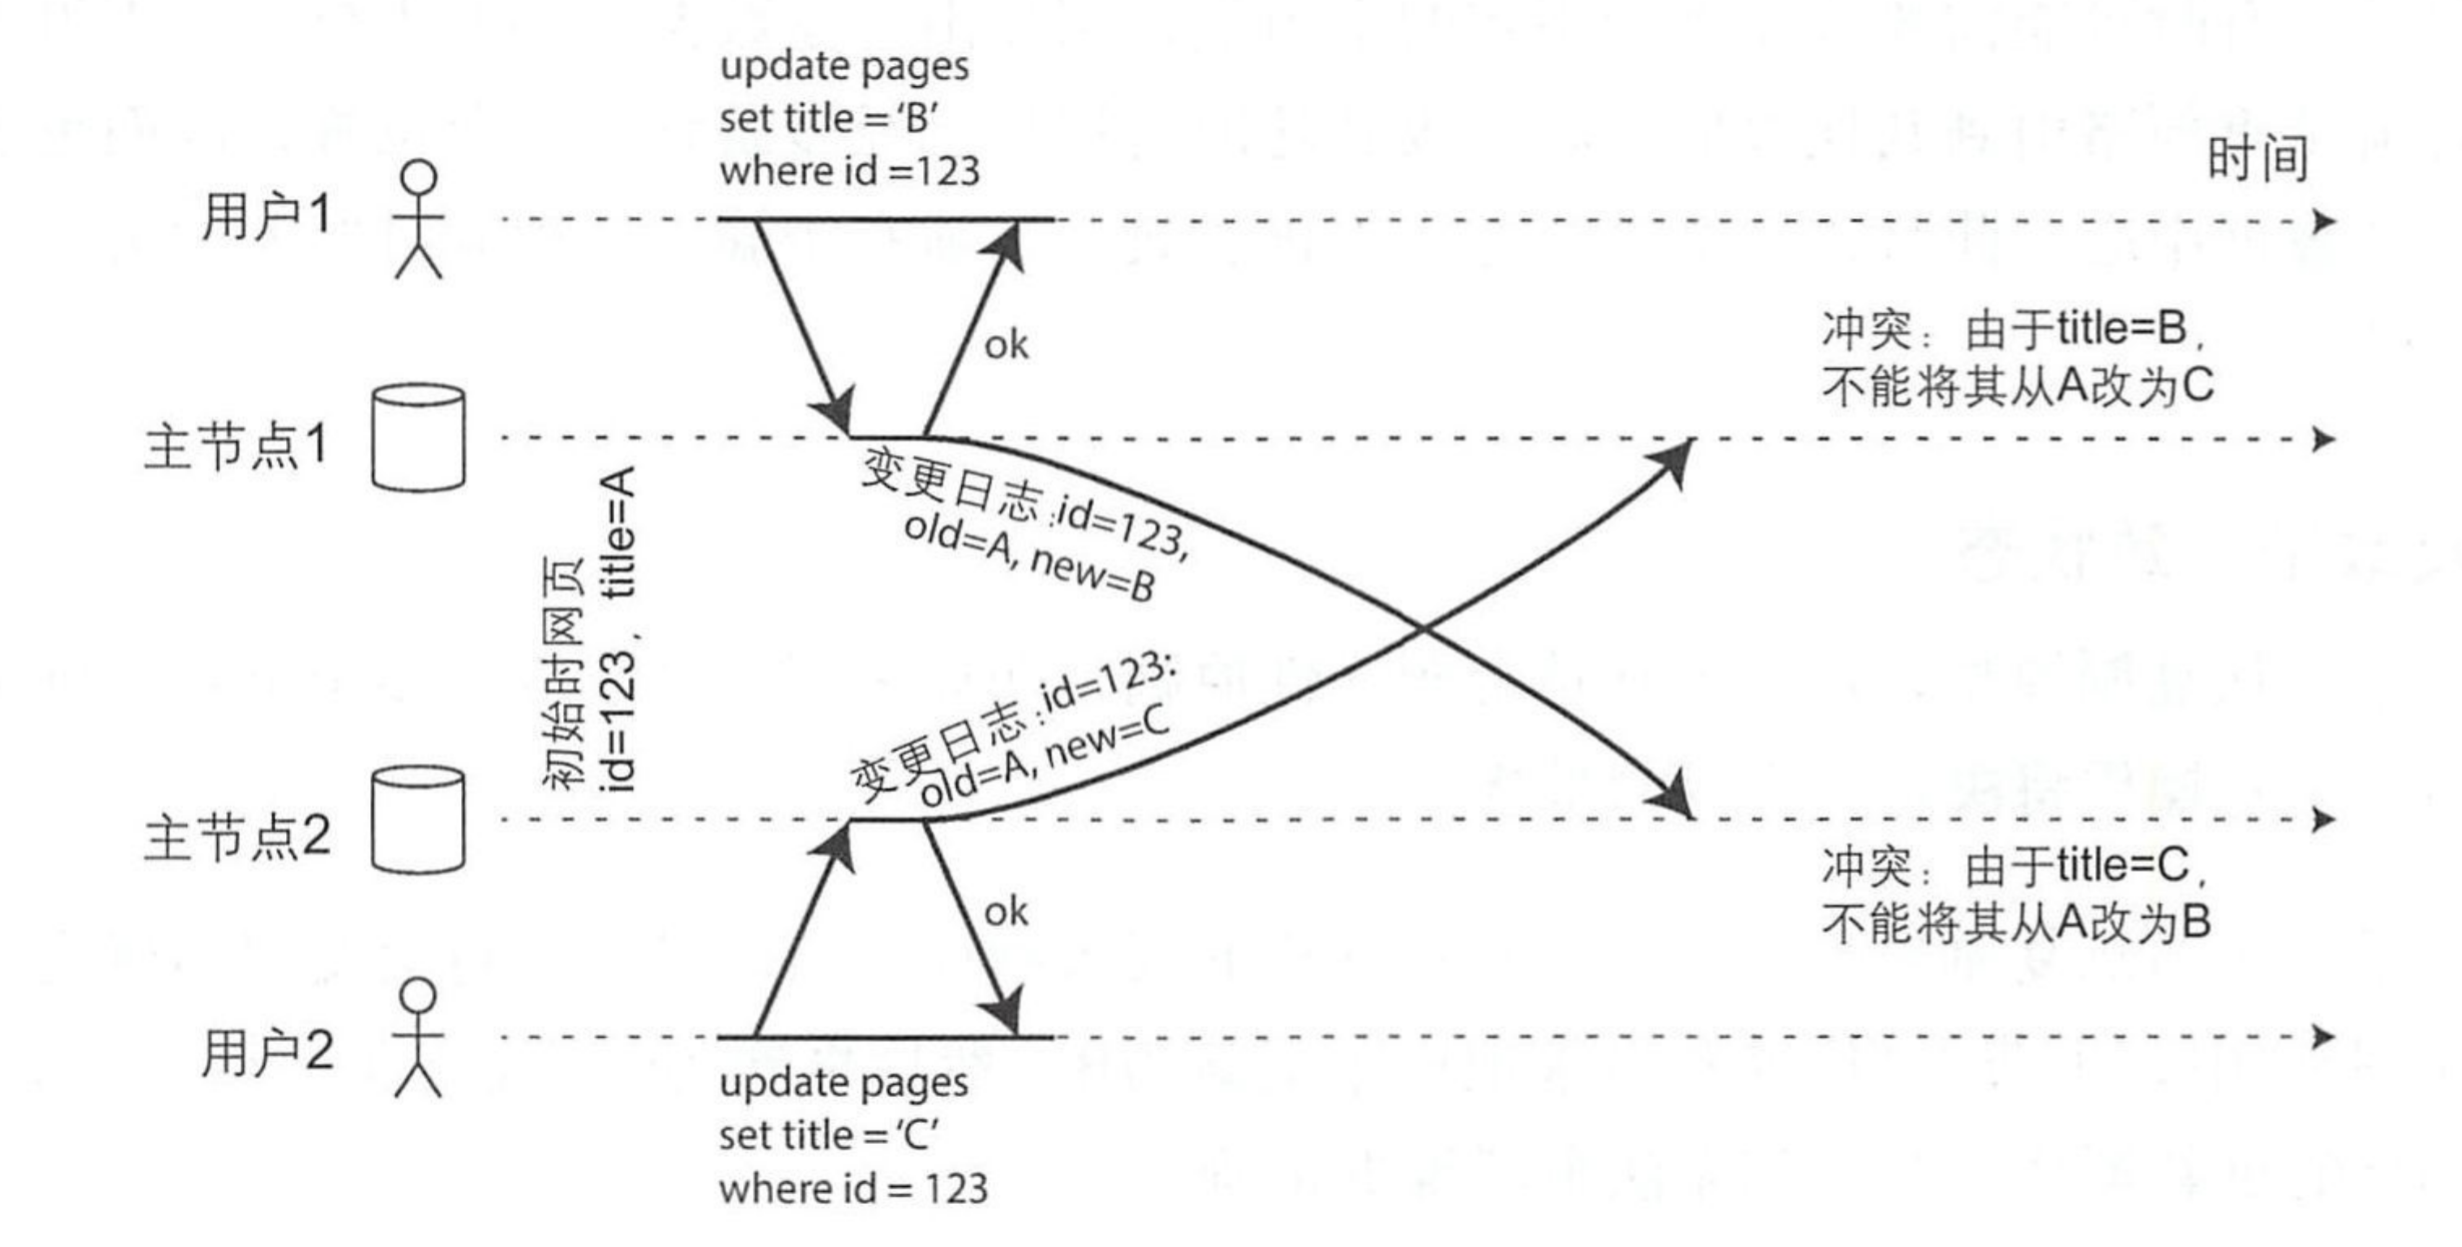 update pages
set title = ‘B’
where id =123
时间
用户1
ok
冲突：由于title=B，
不能将其从A改为C
主节点1
变更日志:id=123,
old=A, new=B
初始时网页
id=123，title=A
变更日志:id=123:
old=A, new=C
主节点2
冲突：由于title=C，
不能将其从A改为B
ok
用户2
update pages
set title = ‘C’
where id = 123